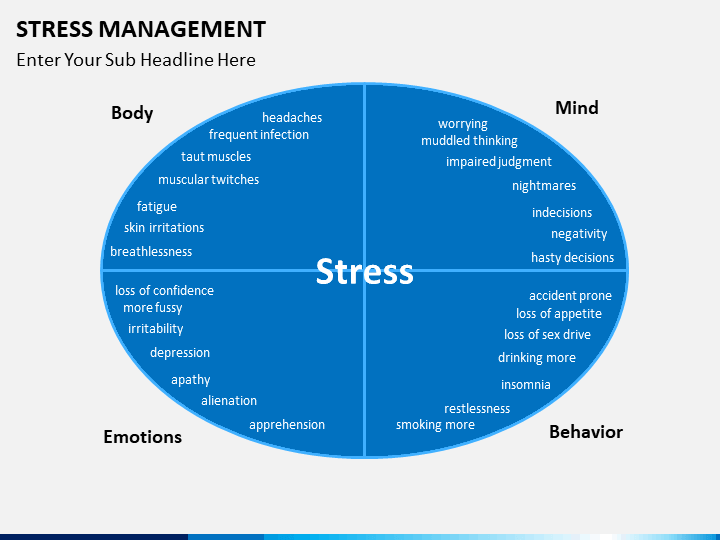 STRESS MANAGEMENT
Enter Your Sub Headline Here
Body
headaches
frequent infection
taut muscles
muscular twitches
fatigue
skin irritations
breathlessness
Mind
worrying
muddled thinking
impaired judgment
nightmares
indecisions
negativity
hasty decisions
Stress
loss of confidence
more fussy
irritability
depression
apathy
alienation
apprehension
Emotions
accident prone
loss of appetite
loss of sex drive
drinking more
insomnia
restlessness
smoking more
Behavior